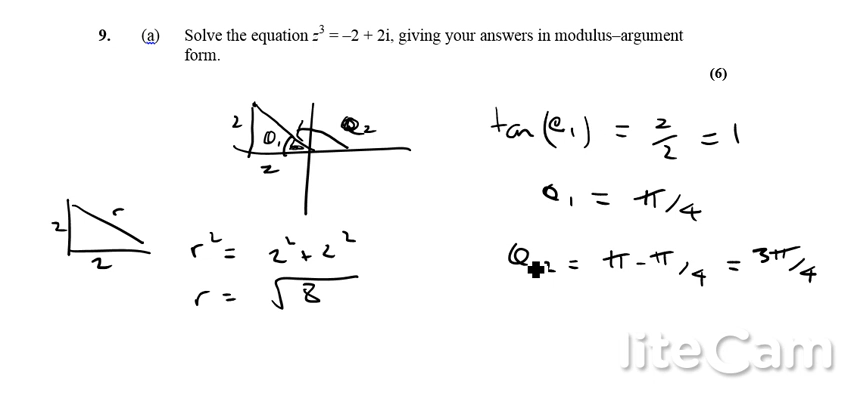 9. (a) Solve the equation z³ = –2 + 2i, giving your answers in modulus–argument
form.
(6)
2 θ₁ θ₂
2
tan(θ₁) = 2/2 = 1
θ₁ = π/4
2 r
2
r² = 2² + 2²
r = √8
θ₂ = π - π/4 = 3π/4
liteCam